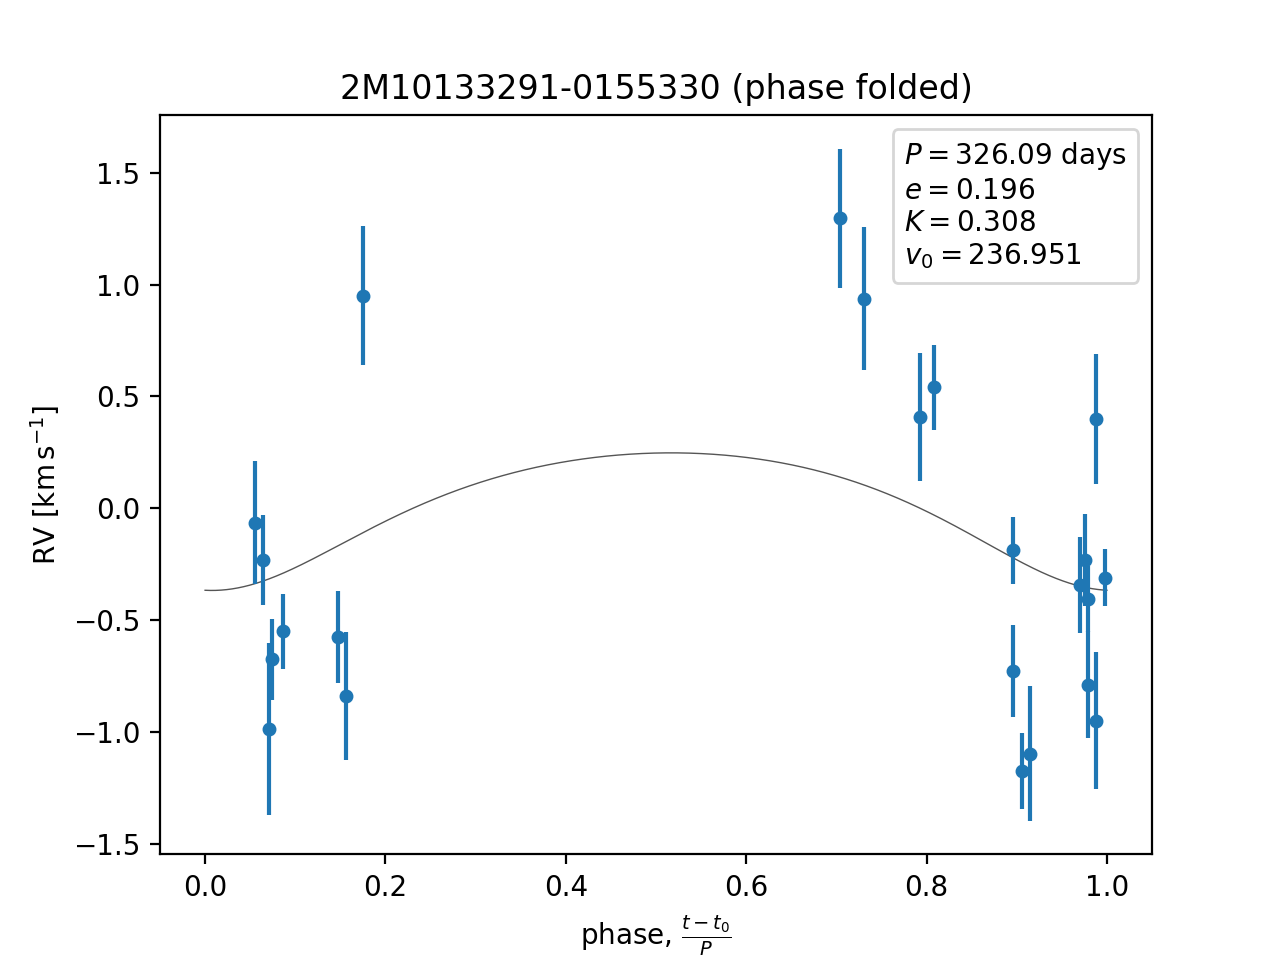 2M10133291-0155330 (phase folded)
P = 326.09 days
e = 0.196
K = 0.308
v₀ = 236.951
1.5
1.0
0.5
0.0
−0.5
−1.0
−1.5
RV [km s⁻¹]
0.0 0.2 0.4 0.6 0.8 1.0
phase, (t − t₀)/P